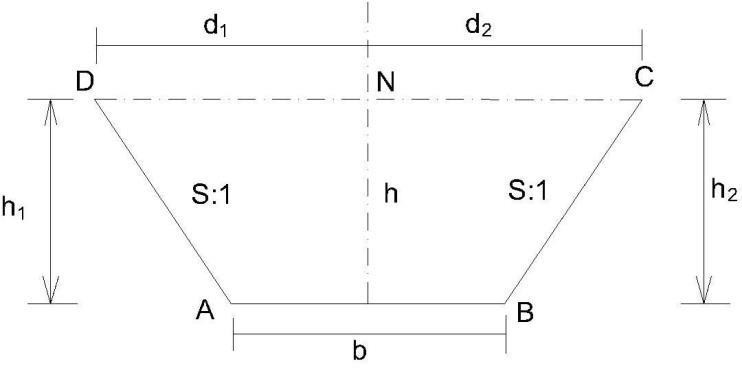 d₁ d₂
D N C
S:1 h S:1
h₁ h₂
A B
b